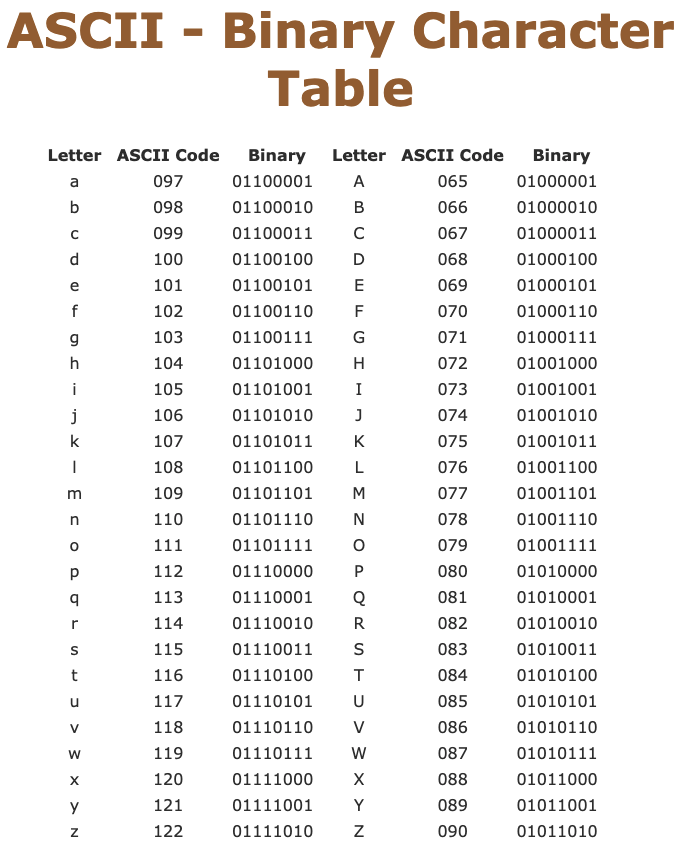 ASCII - Binary Character
Table
Letter ASCII Code Binary Letter ASCII Code Binary
a 097 01100001 A 065 01000001
b 098 01100010 B 066 01000010
c 099 01100011 C 067 01000011
d 100 01100100 D 068 01000100
e 101 01100101 E 069 01000101
f 102 01100110 F 070 01000110
g 103 01100111 G 071 01000111
h 104 01101000 H 072 01001000
i 105 01101001 I 073 01001001
j 106 01101010 J 074 01001010
k 107 01101011 K 075 01001011
l 108 01101100 L 076 01001100
m 109 01101101 M 077 01001101
n 110 01101110 N 078 01001110
o 111 01101111 O 079 01001111
p 112 01110000 P 080 01010000
q 113 01110001 Q 081 01010001
r 114 01110010 R 082 01010010
s 115 01110011 S 083 01010011
t 116 01110100 T 084 01010100
u 117 01110101 U 085 01010101
v 118 01110110 V 086 01010110
w 119 01110111 W 087 01010111
x 120 01111000 X 088 01011000
y 121 01111001 Y 089 01011001
z 122 01111010 Z 090 01011010